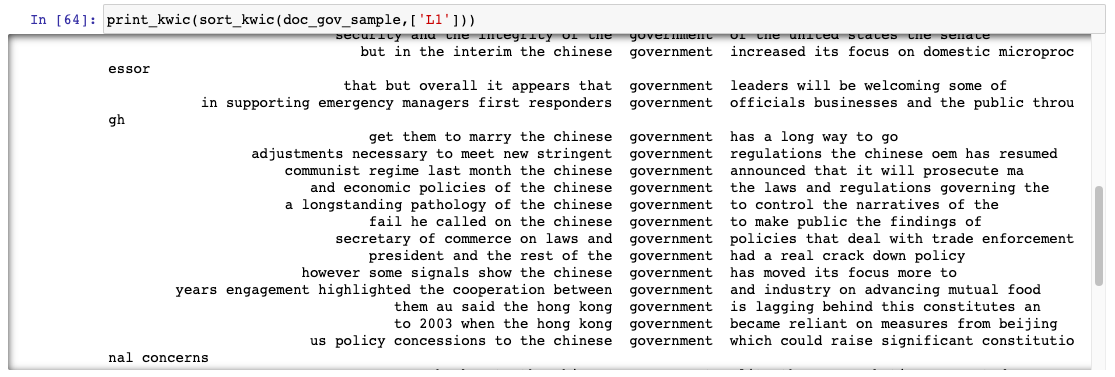 In [64]: print_kwic(sort_kwic(doc_gov_sample,['L1']))
security and the integrity of the government of the united states the senate
but in the interim the chinese government increased its focus on domestic microproc
essor
that but overall it appears that government leaders will be welcoming some of
in supporting emergency managers first responders government officials businesses and the public throu
gh
get them to marry the chinese government has a long way to go
adjustments necessary to meet new stringent government regulations the chinese oem has resumed
communist regime last month the chinese government announced that it will prosecute ma
and economic policies of the chinese government the laws and regulations governing the
a longstanding pathology of the chinese government to control the narratives of the
fail he called on the chinese government to make public the findings of
secretary of commerce on laws and government policies that deal with trade enforcement
president and the rest of the government had a real crack down policy
however some signals show the chinese government has moved its focus more to
years engagement highlighted the cooperation between government and industry on advancing mutual food
them au said the hong kong government is lagging behind this constitutes an
to 2003 when the hong kong government became reliant on measures from beijing
us policy concessions to the chinese government which could raise significant constitutio
nal concerns